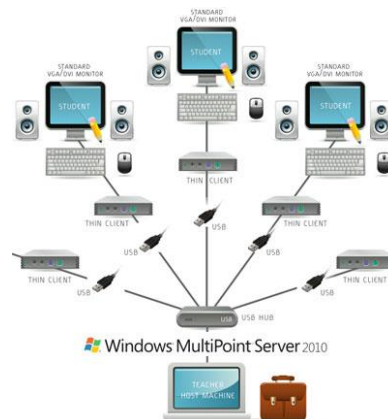 STANDARD
VGA/DVI MONITOR
STUDENT
STANDARD
VGA/DVI MONITOR
STUDENT
STANDARD
VGA/DVI MONITOR
STUDENT
THIN CLIENT
THIN CLIENT
THIN CLIENT
USB
USB
USB
THIN CLIENT
USB
THIN CLIENT
USB
USB
USB HUB
Windows MultiPoint Server 2010
TEACHER
HOST MACHINE